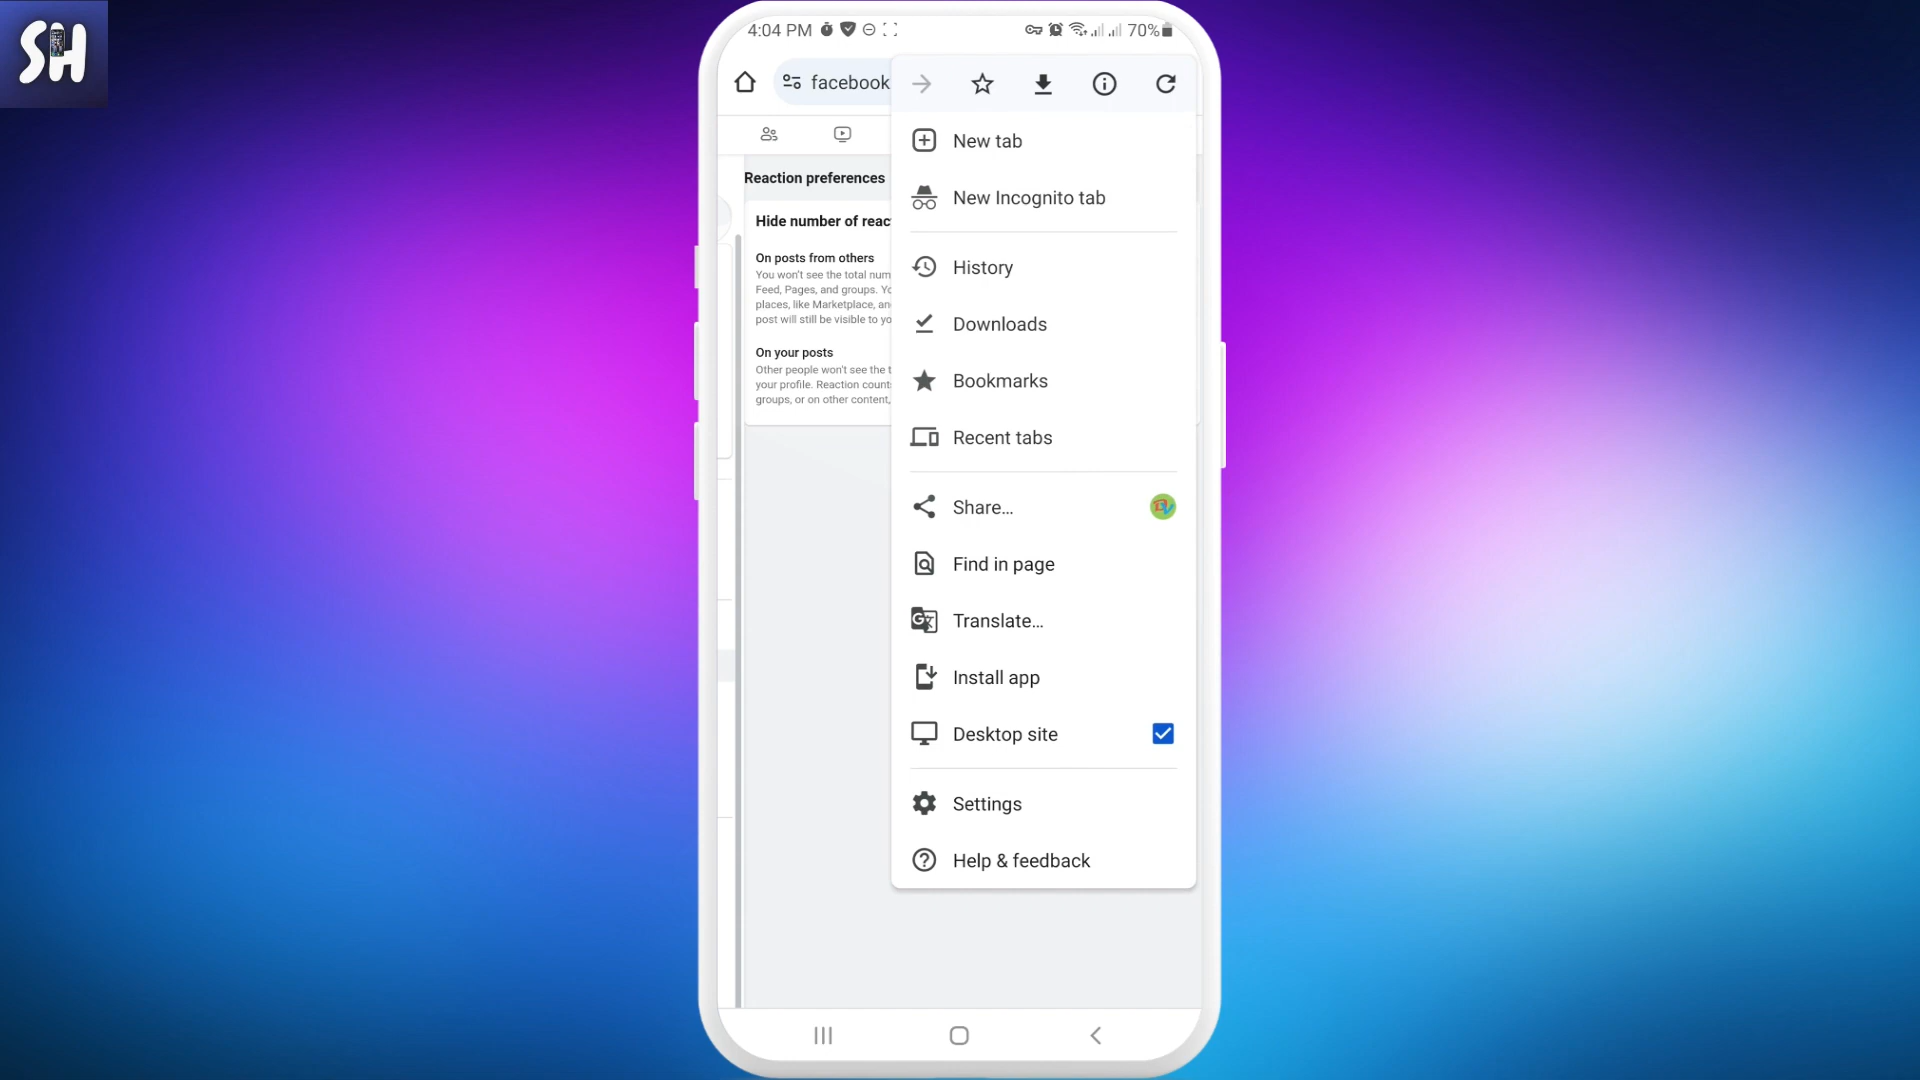 SH
4:04 PM
70%
facebook
Reaction preferences
Hide number of reac
On posts from others
You won't see the total num
Feed, Pages, and groups. Yo
places, like Marketplace, an
post will still be visible to yo
On your posts
Other people won't see the t
your profile. Reaction counts
groups, or on other content,
New tab
New Incognito tab
History
Downloads
Bookmarks
Recent tabs
Share...
Find in page
Translate...
Install app
Desktop site
Settings
Help & feedback